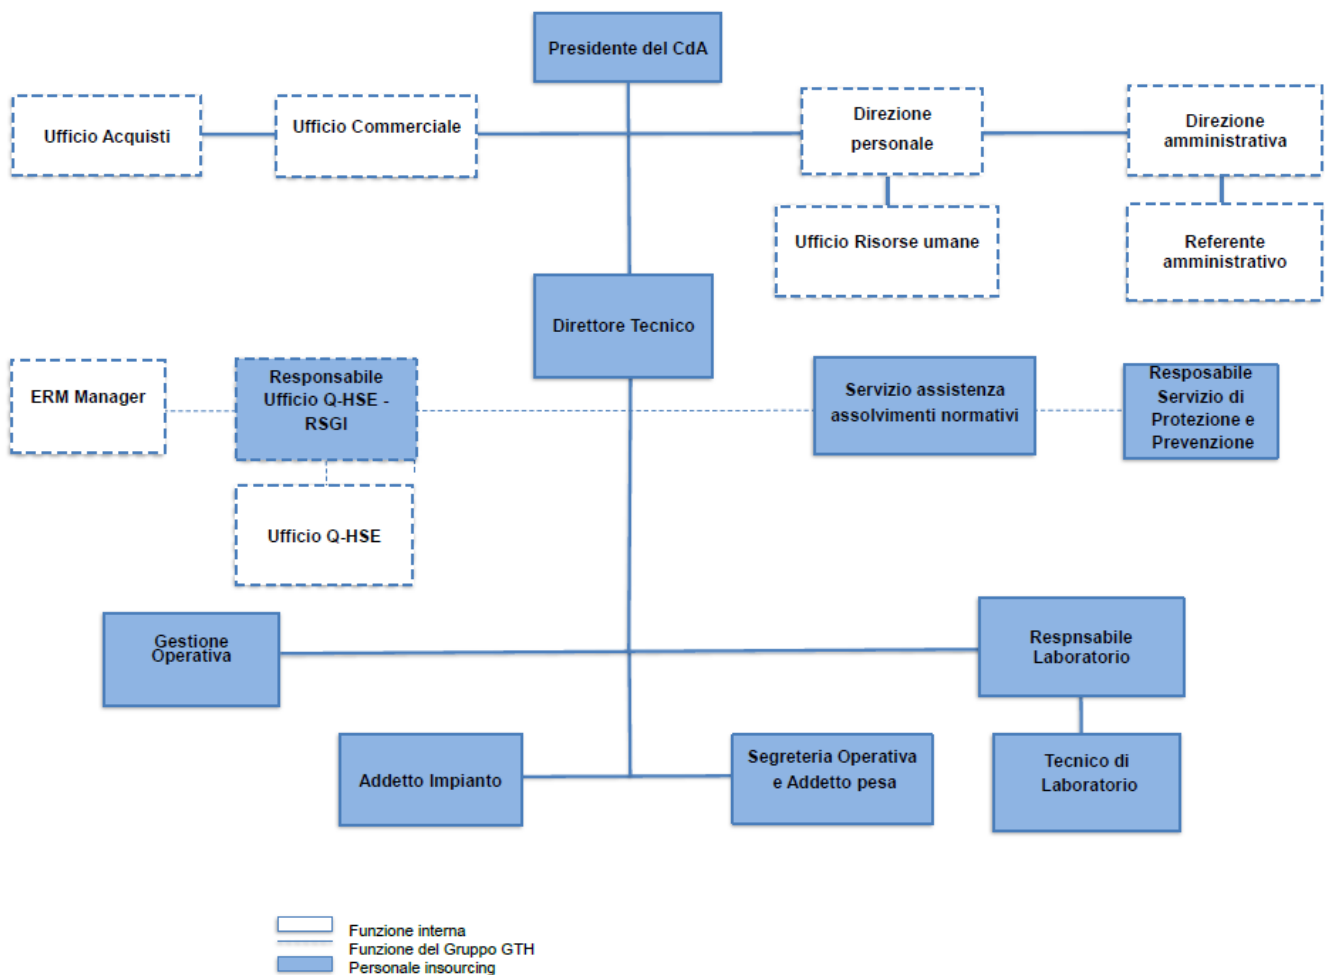 Presidente del CdA
Ufficio Acquisti
Ufficio Commerciale
Direzione
personale
Direzione
amministrativa
Ufficio Risorse umane
Referente
amministrativo
Direttore Tecnico
ERM Manager
Responsabile
Ufficio Q-HSE -
RSGI
Servizio assistenza
assolvimenti normativi
Resposabile
Servizio di
Protezione e
Prevenzione
Ufficio Q-HSE
Gestione
Operativa
Respnsabile
Laboratorio
Addetto Impianto
Segreteria Operativa
e Addetto pesa
Tecnico di
Laboratorio
Funzione interna
Funzione del Gruppo GTH
Personale insourcing